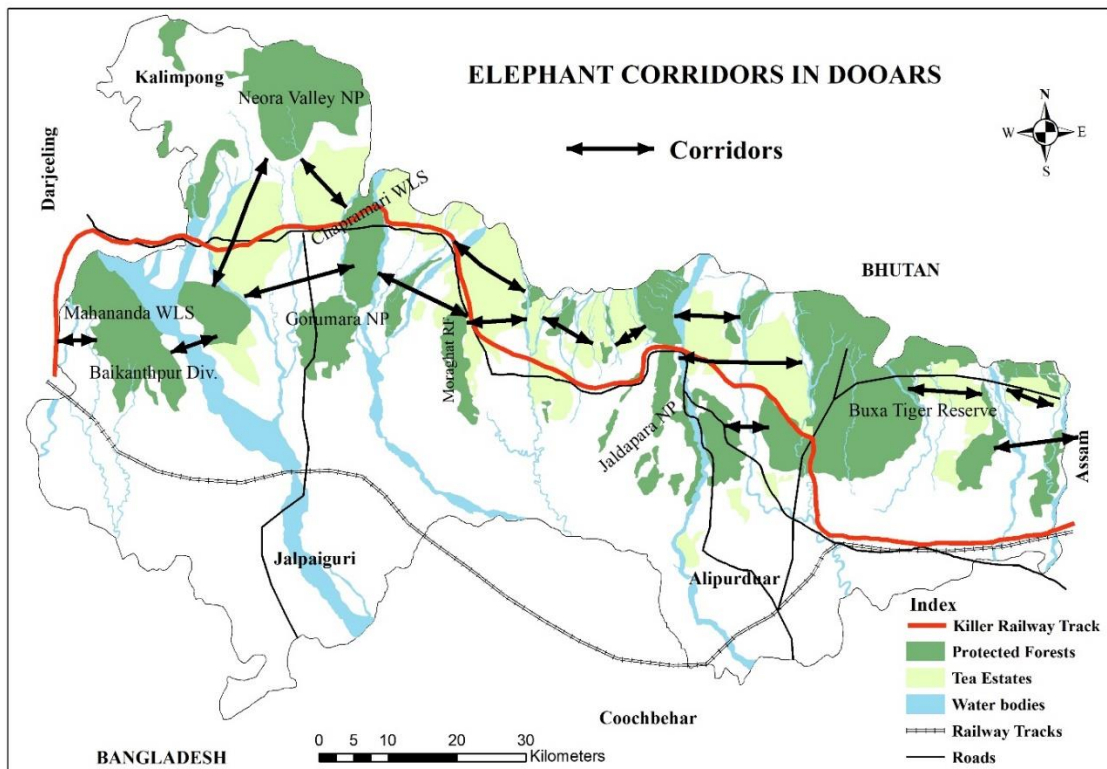 ELEPHANT CORRIDORS IN DOOARS
Corridors
N
W E
S
Kalimpong
Neora Valley NP
Darjeeling
Chapramari WLS
BHUTAN
Mahananda WLS
Gorumara NP
Moraghat RF
Baikanthpur Div.
Buxa Tiger Reserve
Jaldapara NP
Assam
Jalpaiguri
Alipurduar
Index
Killer Railway Track
Protected Forests
Tea Estates
Water bodies
Railway Tracks
Roads
Coochbehar
BANGLADESH
0 5 10 20 30
Kilometers